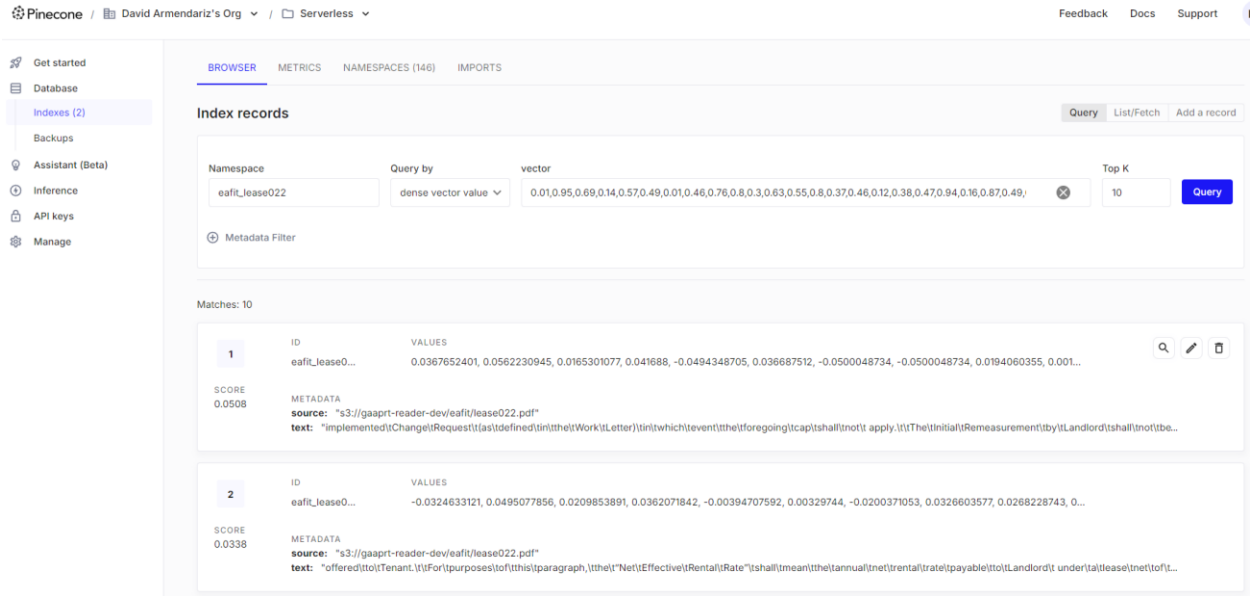 Pinecone / David Armendariz's Org / Serverless
Feedback Docs Support
Get started
Database
Indexes (2)
Backups
Assistant (Beta)
Inference
API keys
Manage
BROWSER METRICS NAMESPACES (146) IMPORTS
Index records
Query List/Fetch Add a record
Namespace Query by vector Top K
eafit_lease022 dense vector value 0.01,0.95,0.69,0.14,0.57,0.49,0.01,0.46,0.76,0.8,0.3,0.63,0.55,0.8,0.37,0.46,0.12,0.38,0.47,0.94,0.16,0.87,0.49, 10 Query
Metadata Filter
Matches: 10
1
ID VALUES
eafit_lease0... 0.0367652401, 0.0562230945, 0.0165301077, 0.041688, -0.0494348705, 0.036687512, -0.0500048734, -0.0500048734, 0.0194060355, 0.001...
SCORE
0.0508
METADATA
source: "s3://gaaprt-reader-dev/eafit/lease022.pdf"
text: "implemented\tChange\tRequest\t(as\tdefined\tin\tthe\tWork\tLetter)\tin\twhich\tevent\tthe\tforegoing\tcap\tshall\tnot\t apply.\t\tThe\tInitial\tRemeasurement\tby\tLandlord\tshall\tnot\tbe...
2
ID VALUES
eafit_lease0... -0.0324633121, 0.0495077856, 0.0209853891, 0.0362071842, -0.00394707592, 0.00329744, -0.0200371053, 0.0326603577, 0.0268228743, 0...
SCORE
0.0338
METADATA
source: "s3://gaaprt-reader-dev/eafit/lease022.pdf"
text: "offered\tto\tTenant.\t\tFor\tpurposes\tof\tthis\tparagraph,\tthe\t"Net\tEffective\tRental\tRate"\tshall\tmean\tthe\tannual\tnet\trental\trate\tpayable\tto\tLandlord\t under\ta\tlease\tnet\tof\t...